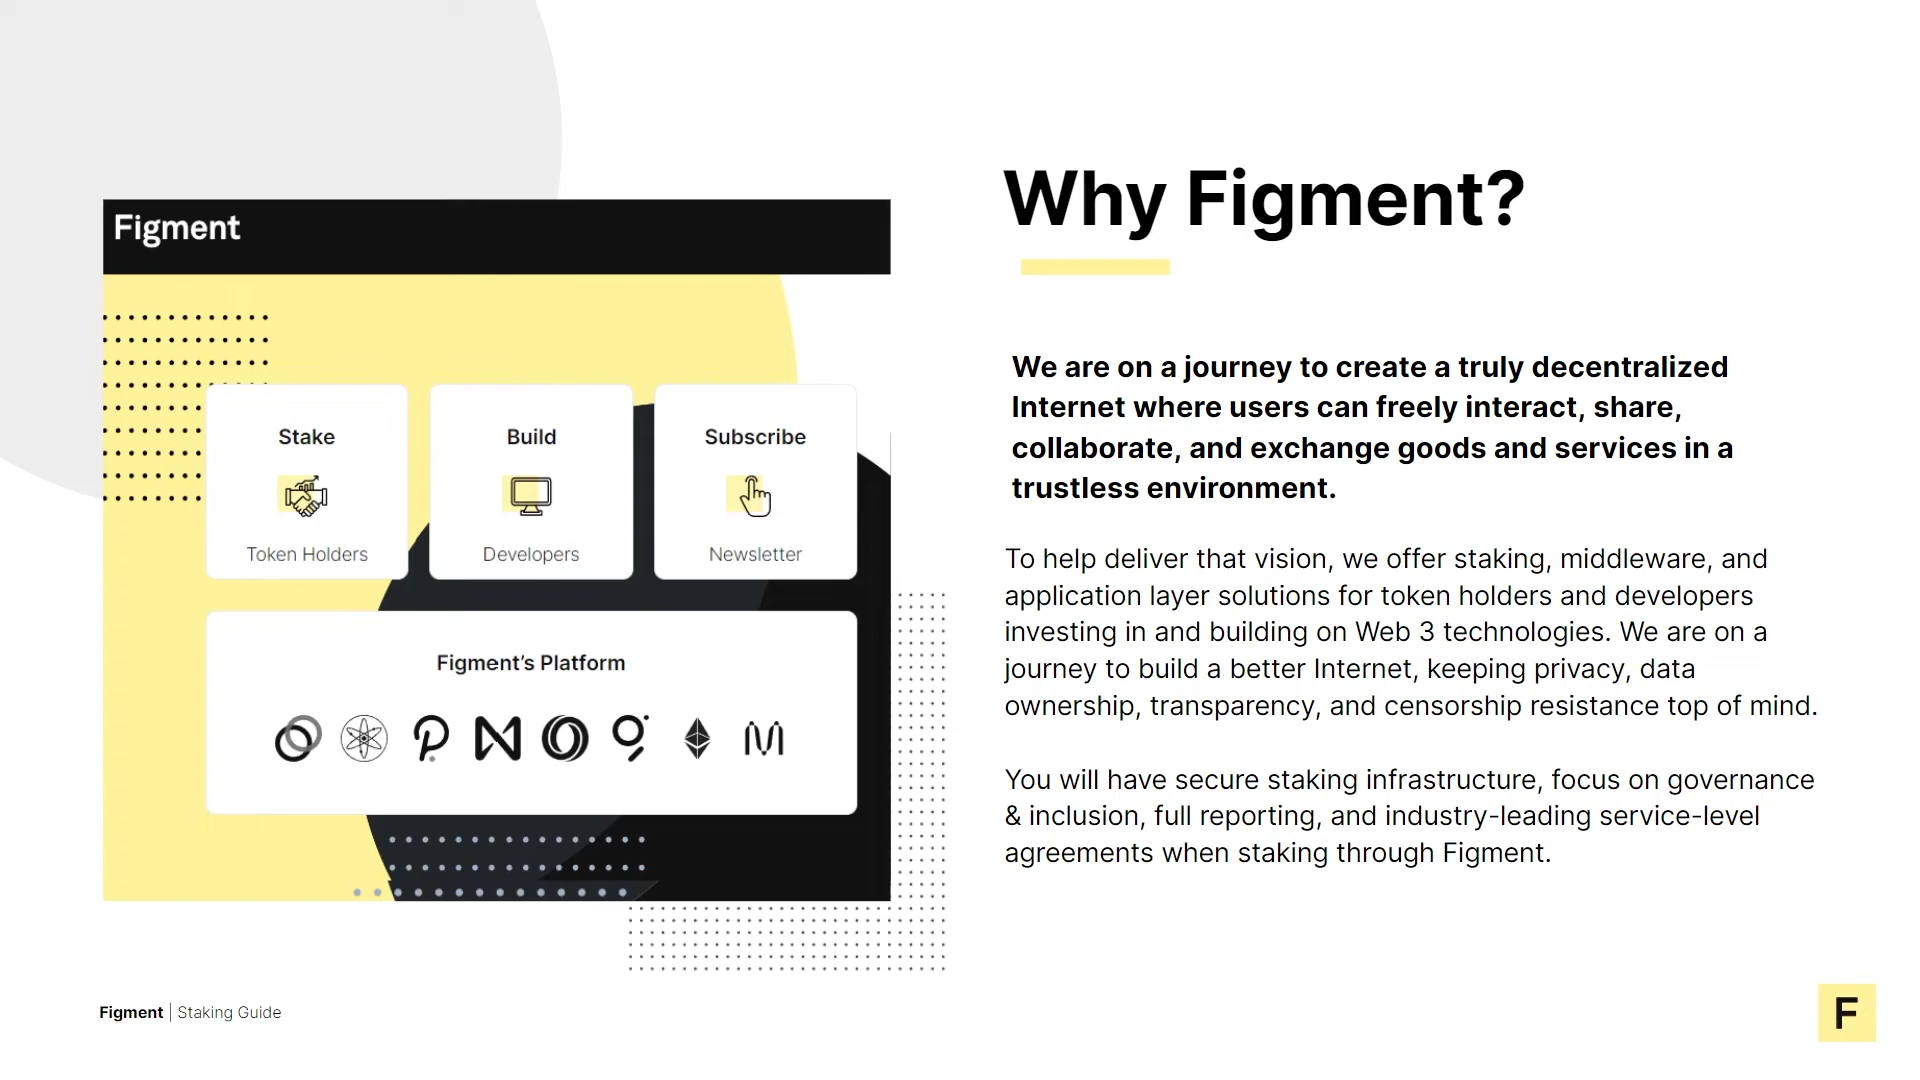 Figment
Stake
Token Holders
Build
Developers
Subscribe
Newsletter
Figment’s Platform
Why Figment?
We are on a journey to create a truly decentralized
Internet where users can freely interact, share,
collaborate, and exchange goods and services in a
trustless environment.
To help deliver that vision, we offer staking, middleware, and
application layer solutions for token holders and developers
investing in and building on Web 3 technologies. We are on a
journey to build a better Internet, keeping privacy, data
ownership, transparency, and censorship resistance top of mind.
You will have secure staking infrastructure, focus on governance
& inclusion, full reporting, and industry-leading service-level
agreements when staking through Figment.
Figment | Staking Guide
F